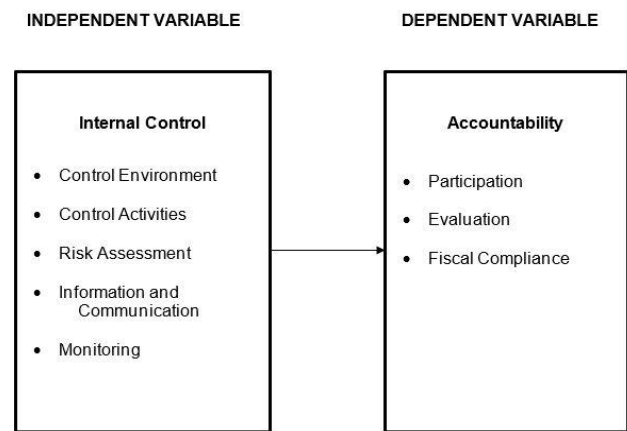 INDEPENDENT VARIABLE
Internal Control
• Control Environment
• Control Activities
• Risk Assessment
• Information and
Communication
• Monitoring
DEPENDENT VARIABLE
Accountability
• Participation
• Evaluation
• Fiscal Compliance